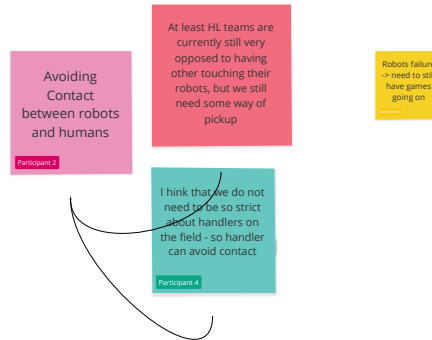 Avoiding
Contact
between robots
and humans
Participant 2
At least HL teams are
currently still very
opposed to having
other touching their
robots, but we still
need some way of
pickup
I hink that we do not
need to be so strict
about handlers on
the field - so handler
can avoid contact
Participant 4
Robots failure
-> need to still
have games
going on